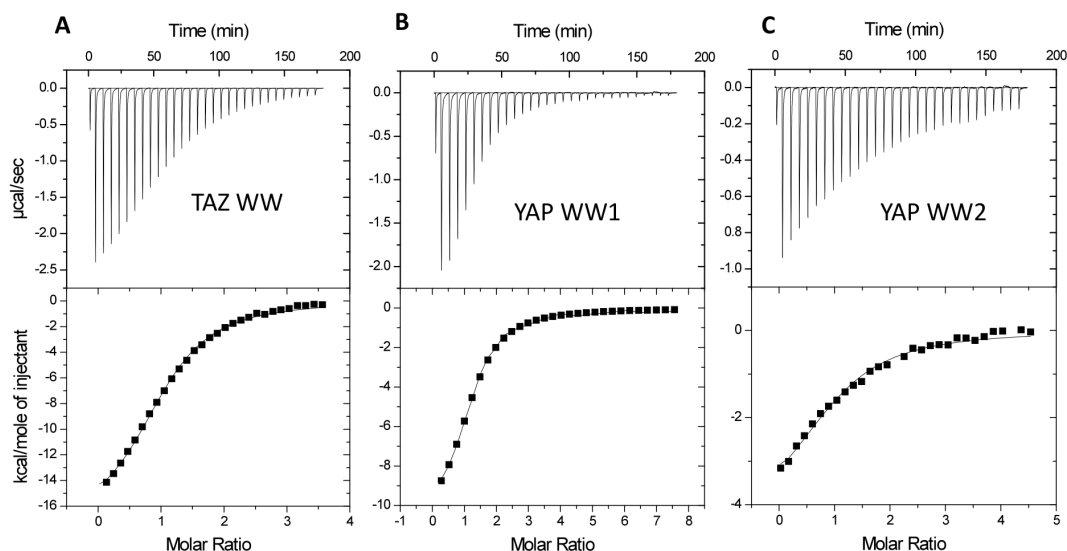 A
Time (min)
0 50 100 150 200
0.0
-0.5
-1.0
-1.5
-2.0
-2.5
µcal/sec
TAZ WW
0
-2
-4
-6
-8
-10
-12
-14
-16
kcal/mole of injectant
0 1 2 3 4
Molar Ratio
B
Time (min)
0 50 100 150 200
0.0
-0.5
-1.0
-1.5
-2.0
YAP WW1
0
-2
-4
-6
-8
-10
-1 0 1 2 3 4 5 6 7 8
Molar Ratio
C
Time (min)
0 50 100 150 200
0.0
-0.2
-0.4
-0.6
-0.8
-1.0
YAP WW2
0
-2
-4
0 1 2 3 4 5
Molar Ratio